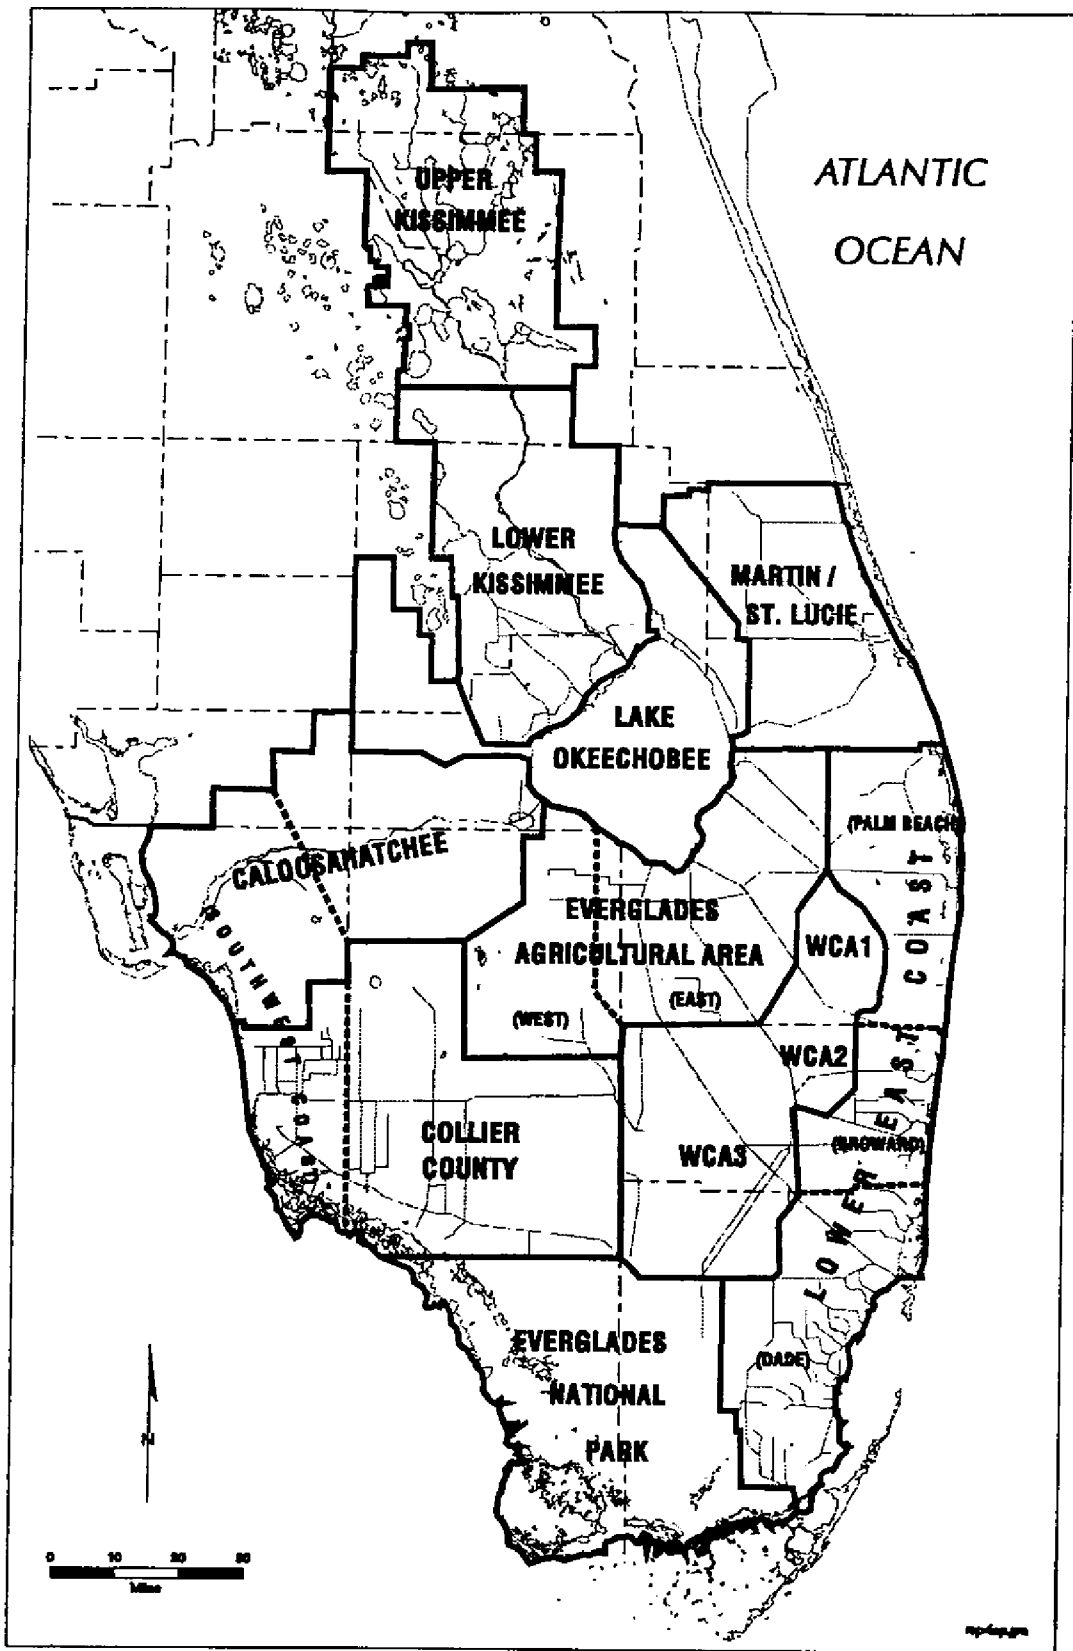 ATLANTIC
OCEAN
UPPER
KISSIMMEE
LOWER
KISSIMMEE
MARTIN /
ST. LUCIE
LAKE
OKEECHOBEE
(PALM BEACH)
CALOOSAHATCHEE
EVERGLADES
AGRICULTURAL AREA
(EAST)
(WEST)
WCA1
WCA2
WCA3
SOUTHWEST COAST
LOWER EAST COAST
(BROWARD)
COLLIER
COUNTY
(DADE)
EVERGLADES
NATIONAL
PARK
N
0 10 20 30
Miles